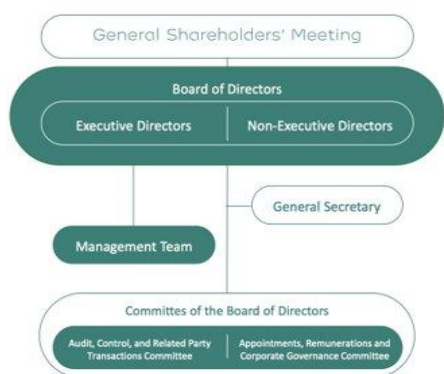 General Shareholders' Meeting
Board of Directors
Executive Directors
Non-Executive Directors
General Secretary
Management Team
Committes of the Board of Directors
Audit, Control, and Related Party
Transactions Committee
Appointments, Remunerations and
Corporate Governance Committee